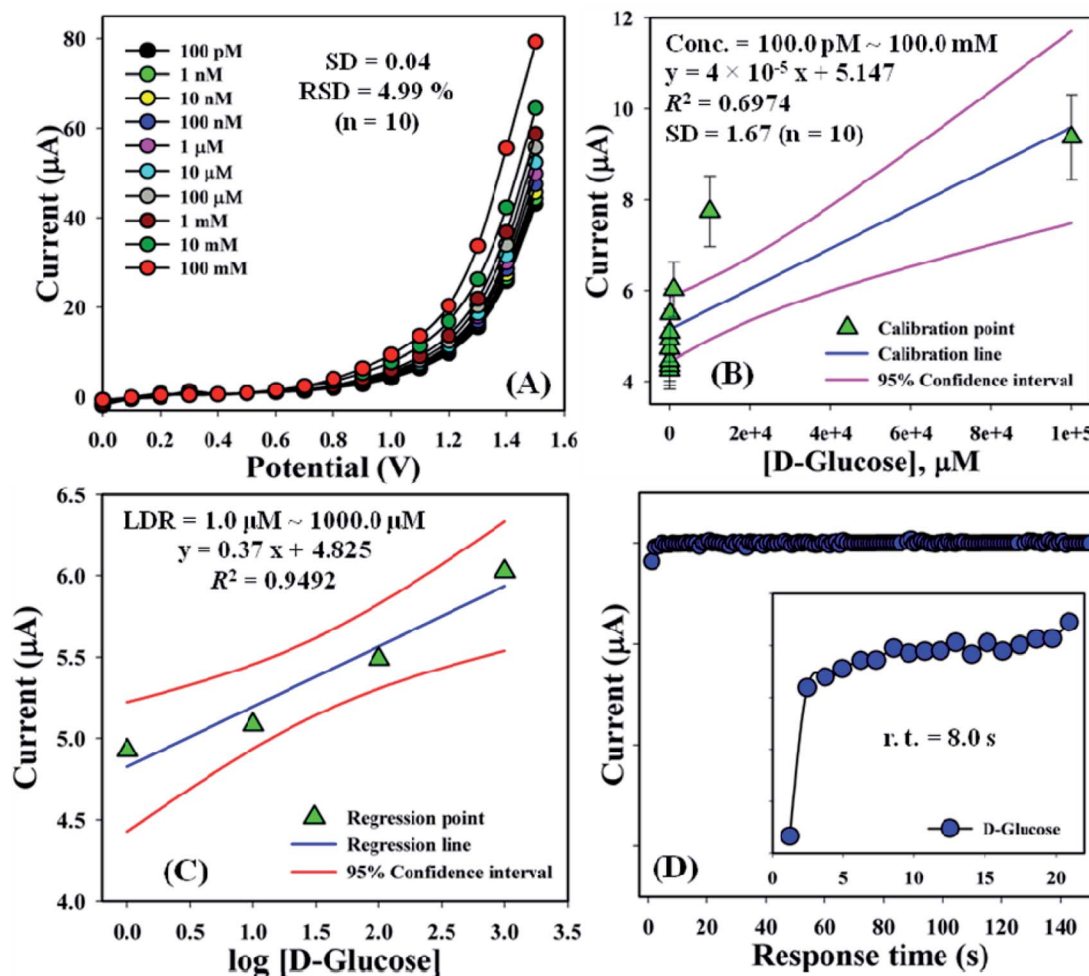 80
60
40
20
0
Current (μA)
100 pM
1 nM
10 nM
100 nM
1 μM
10 μM
100 μM
1 mM
10 mM
100 mM
SD = 0.04
RSD = 4.99 %
(n = 10)
(A)
0.0 0.2 0.4 0.6 0.8 1.0 1.2 1.4 1.6
Potential (V)
12
10
8
6
4
Current (μA)
Conc. = 100.0 pM ~ 100.0 mM
y = 4 × 10⁻⁵ x + 5.147
R² = 0.6974
SD = 1.67 (n = 10)
Calibration point
Calibration line
95% Confidence interval
(B)
0 2e+4 4e+4 6e+4 8e+4 1e+5
[D-Glucose], μM
6.5
6.0
5.5
5.0
4.5
4.0
Current (μA)
LDR = 1.0 μM ~ 1000.0 μM
y = 0.37 x + 4.825
R² = 0.9492
Regression point
Regression line
95% Confidence interval
(C)
0.0 0.5 1.0 1.5 2.0 2.5 3.0 3.5
log [D-Glucose]
Current (μA)
r. t. = 8.0 s
D-Glucose
0 5 10 15 20
(D)
0 20 40 60 80 100 120 140
Response time (s)